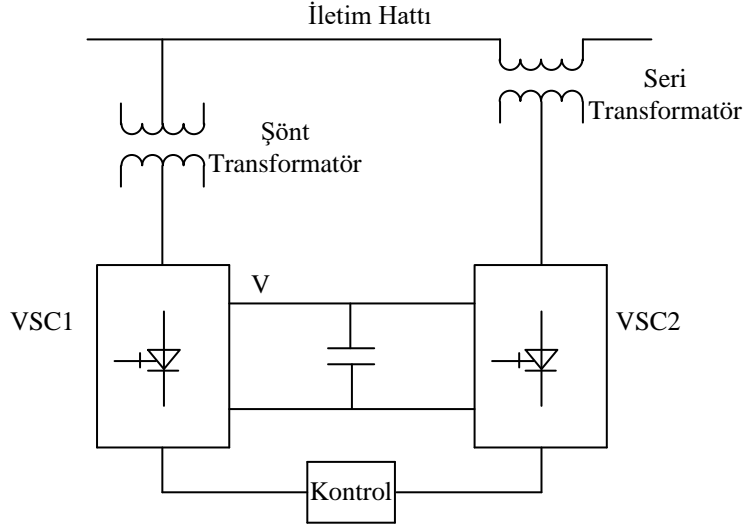 İletim Hattı
Seri
Transformatör
Şönt
Transformatör
V
VSC1
VSC2
Kontrol